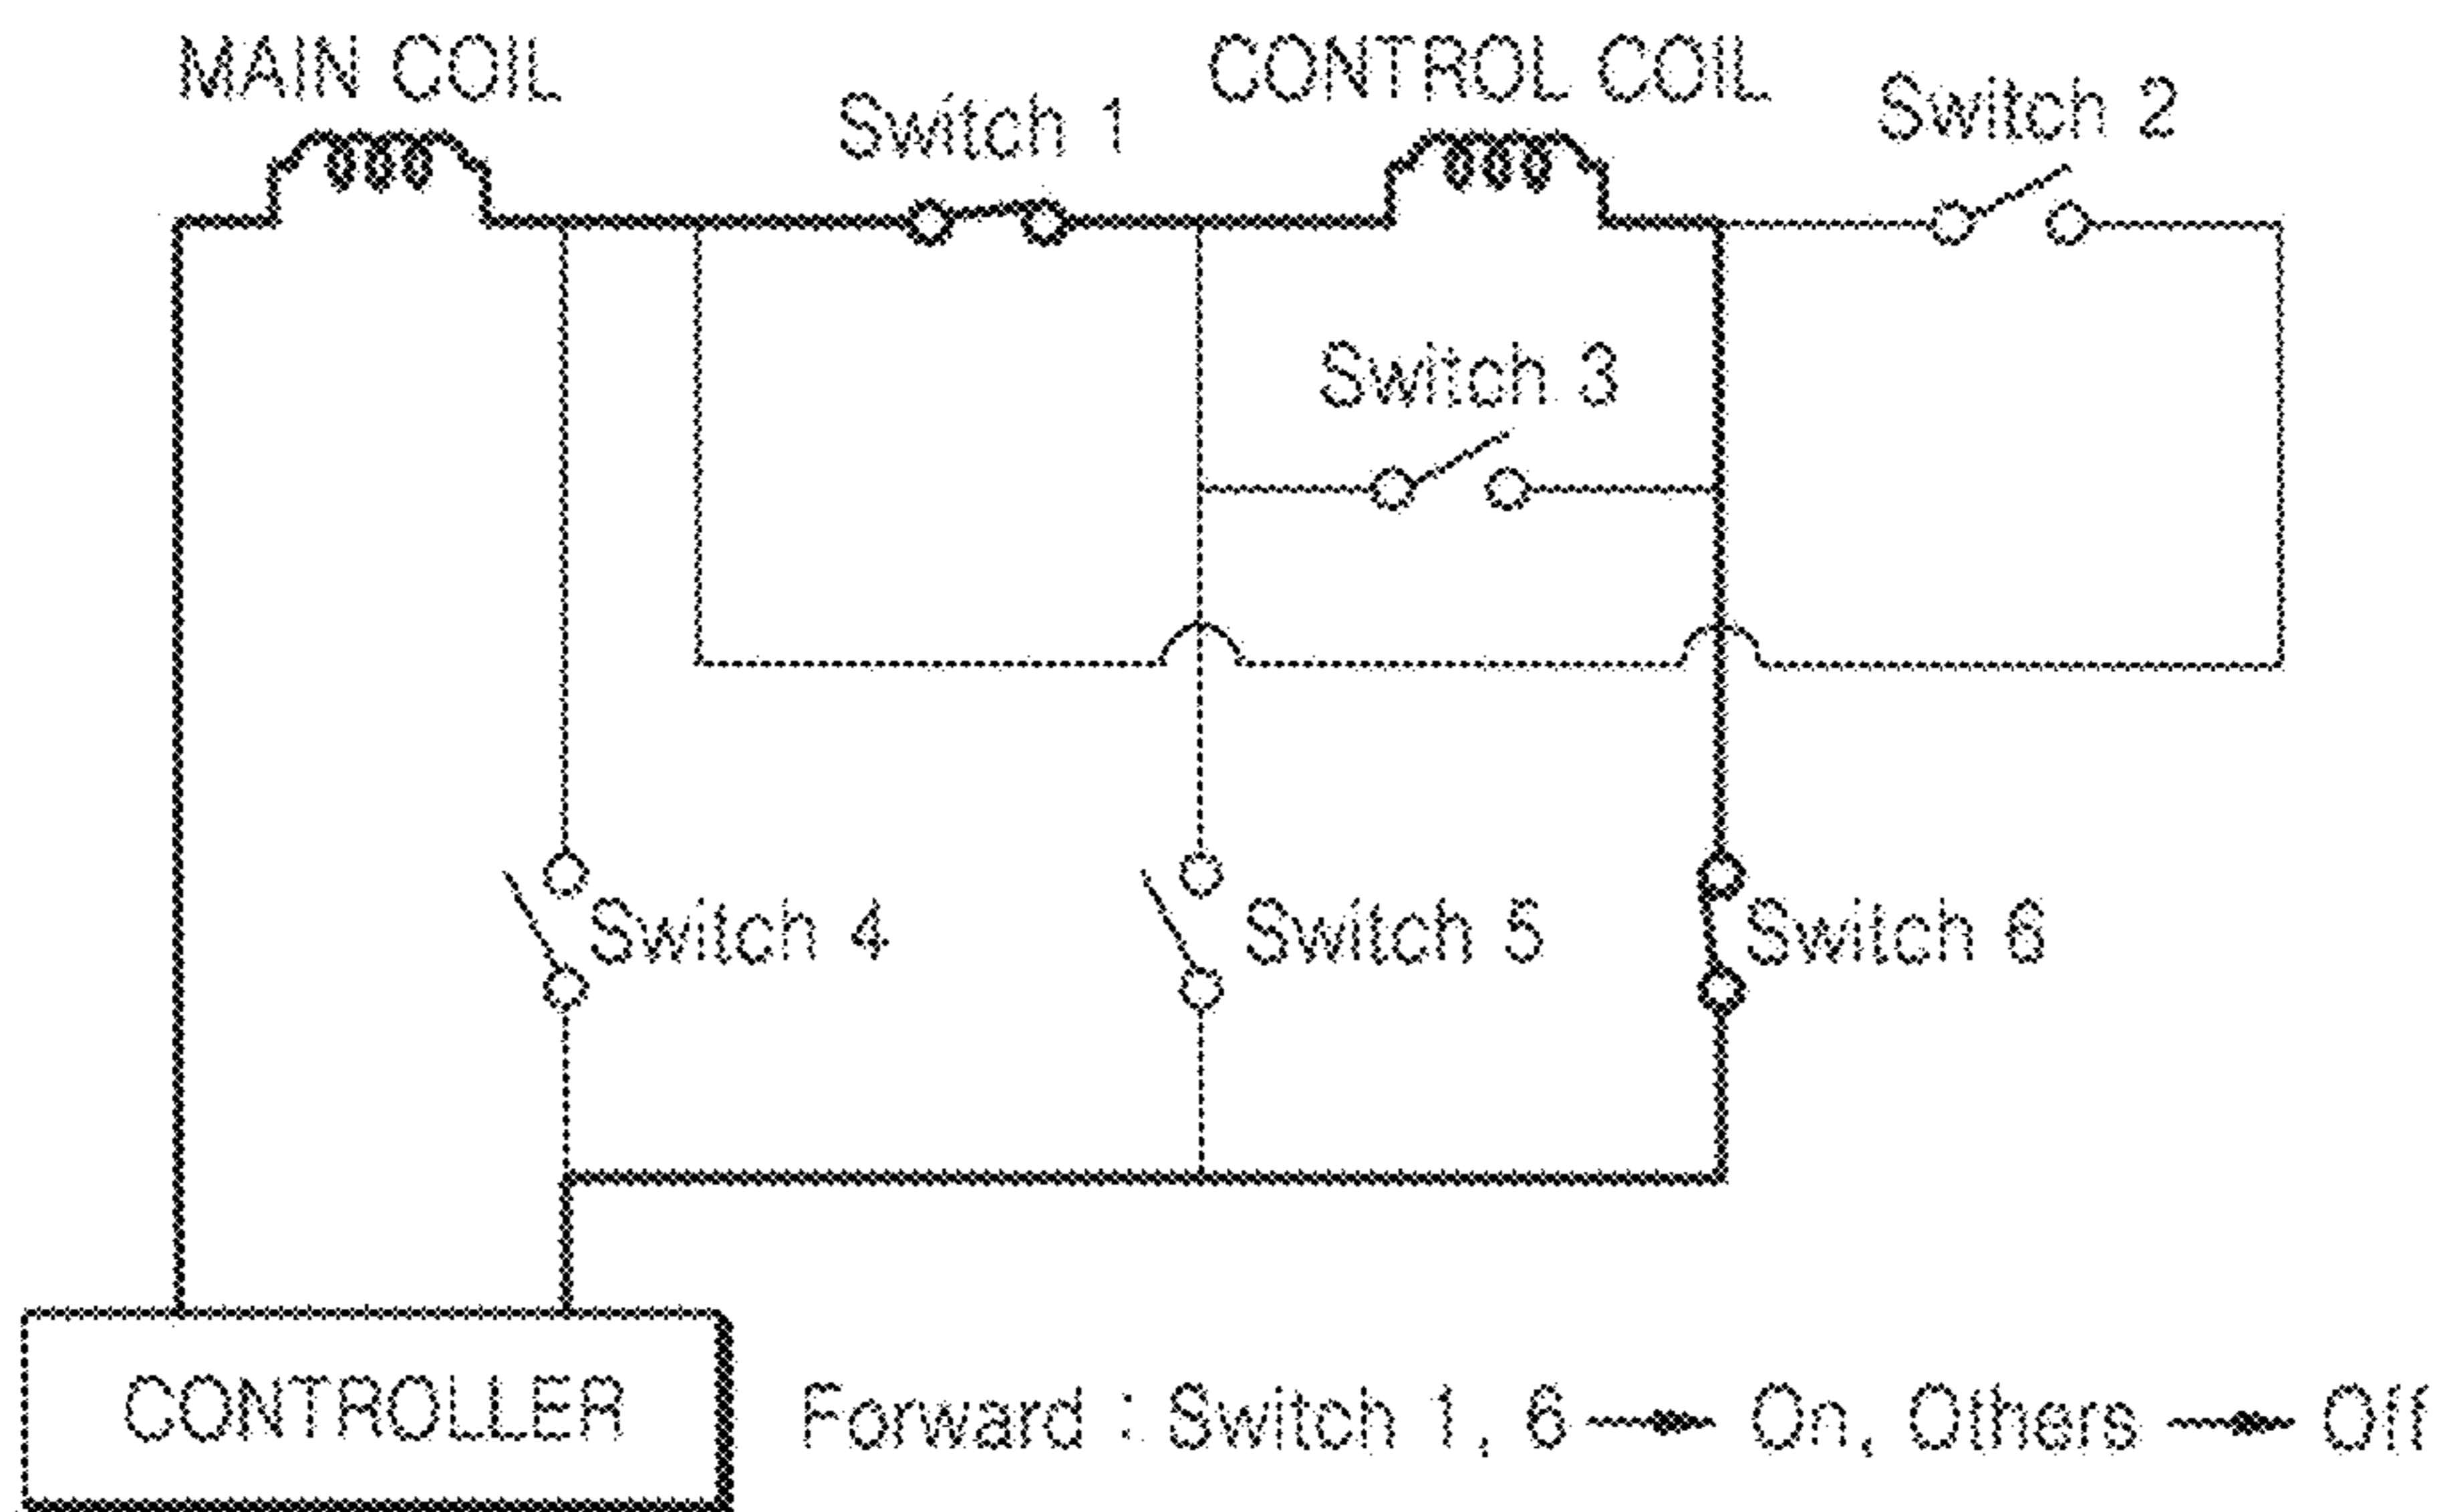 MAIN COIL
CONTROL COIL
Switch 1
Switch 2
Switch 3
Switch 4
Switch 5
Switch 6
CONTROLLER
Forward : Switch 1, 6 → On, Others → Off